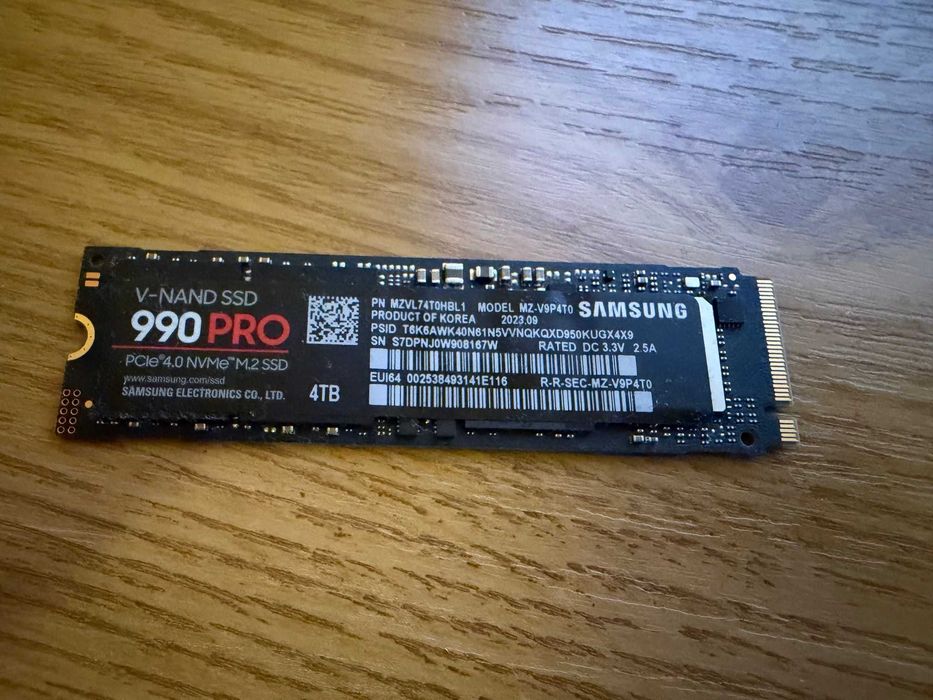 V-NAND SSD
990 PRO
PCIe® 4.0 NVMe™ M.2 SSD
www.samsung.com/ssd
SAMSUNG ELECTRONICS CO., LTD.
4TB
PN MZVL74T0HBL1 MODEL MZ-V9P4T0
SAMSUNG
PRODUCT OF KOREA 2023.09
PSID T6K6AWK40N61N5VVNQKQXD950KUGX4X9
SN S7DPNJ0W908167W RATED DC 3.3V 2.5A
EUI64 002538493141E116 R-R-SEC-MZ-V9P4T0